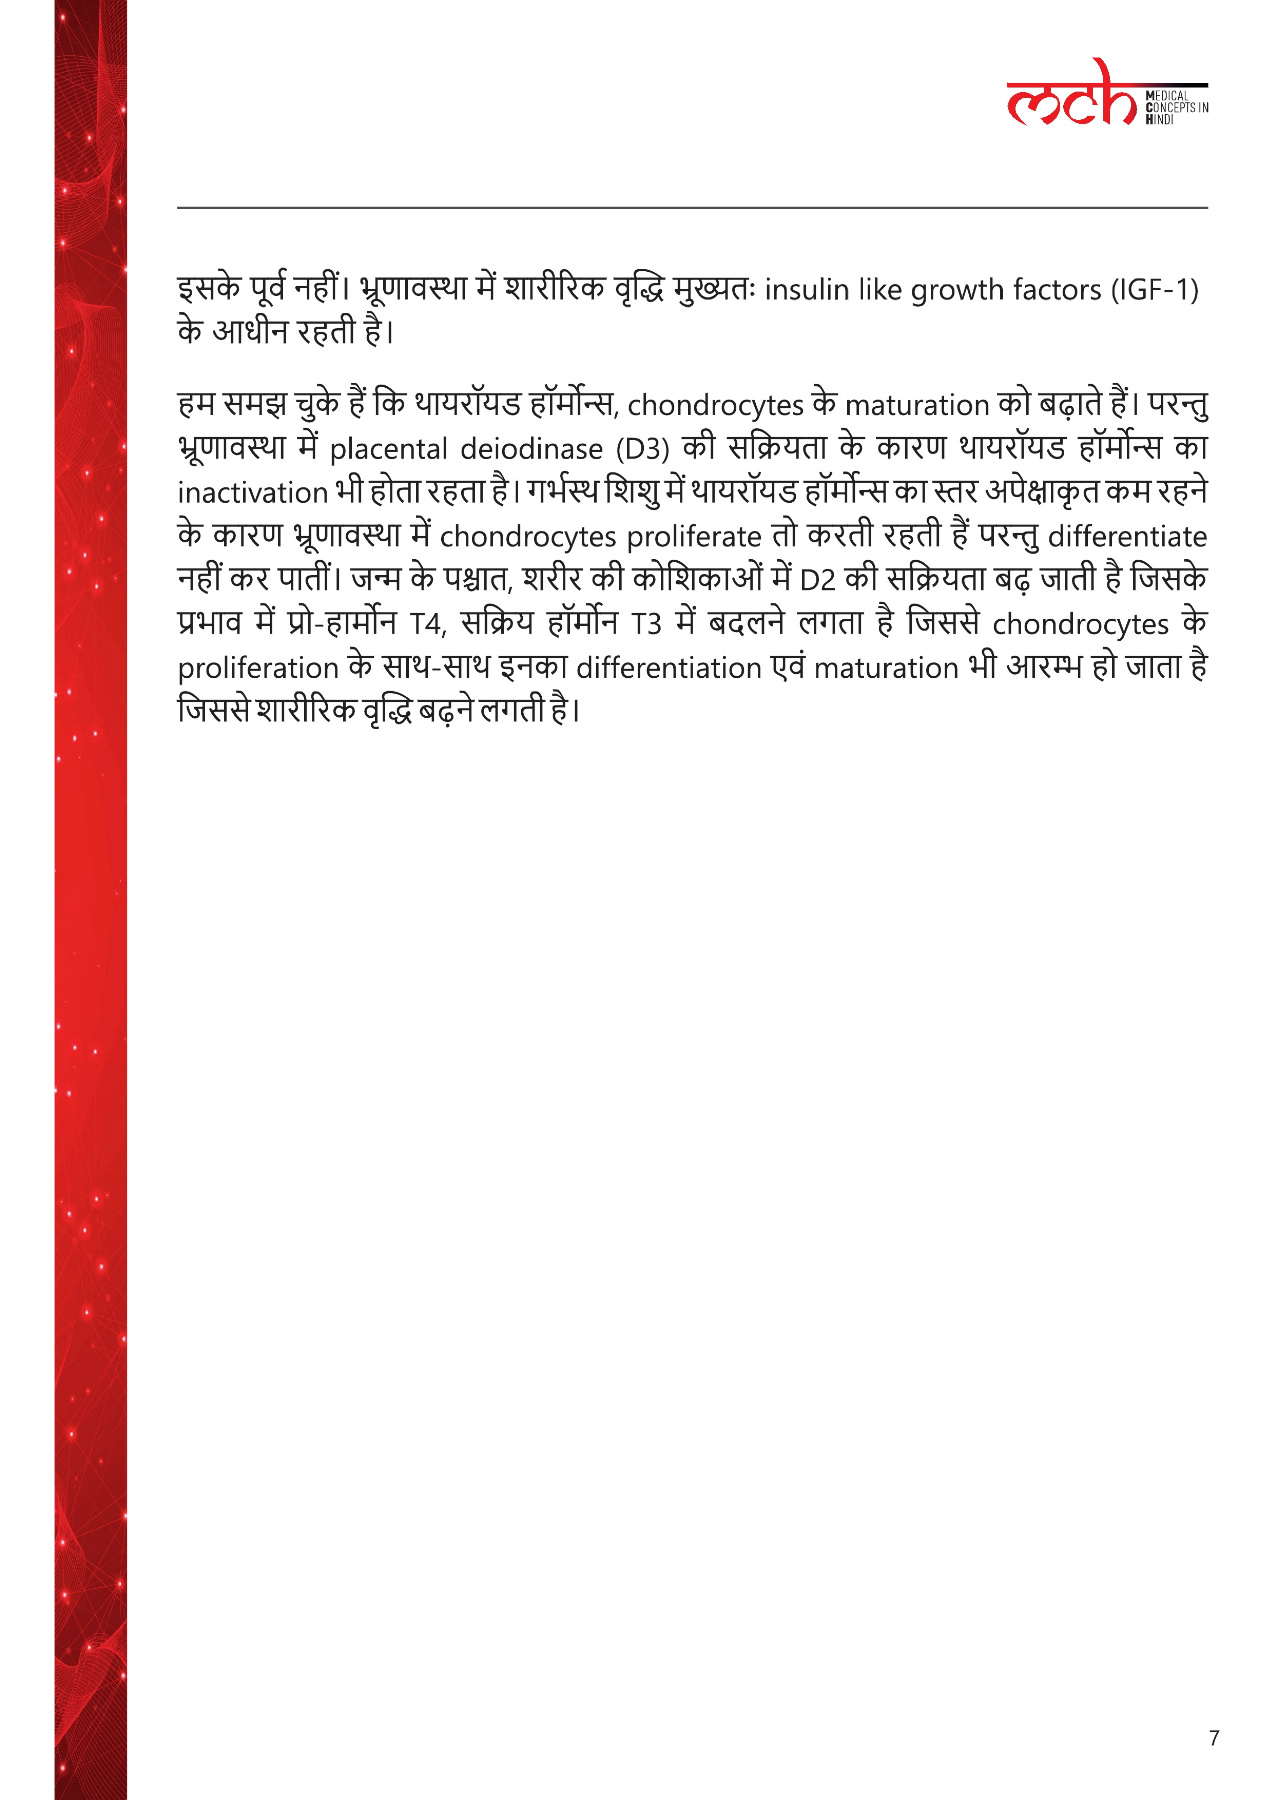 mch MEDICAL
CONCEPTS IN
HINDI
इसके पूर्व नहीं। भ्रूणावस्था में शारीरिक वृद्धि मुख्यतः insulin like growth factors (IGF-1)
के आधीन रहती है।
हम समझ चुके हैं कि थायरॉयड हॉर्मोन्स, chondrocytes के maturation को बढ़ाते हैं। परन्तु
भ्रूणावस्था में placental deiodinase (D3) की सक्रियता के कारण थायरॉयड हॉर्मोन्स का
inactivation भी होता रहता है। गर्भस्थ शिशु में थायरॉयड हॉर्मोन्स का स्तर अपेक्षाकृत कम रहने
के कारण भ्रूणावस्था में chondrocytes proliferate तो करती रहती हैं परन्तु differentiate
नहीं कर पातीं। जन्म के पश्चात, शरीर की कोशिकाओं में D2 की सक्रियता बढ़ जाती है जिसके
प्रभाव में प्रो-हार्मोन T4, सक्रिय हॉर्मोन T3 में बदलने लगता है जिससे chondrocytes के
proliferation के साथ-साथ इनका differentiation एवं maturation भी आरम्भ हो जाता है
जिससे शारीरिक वृद्धि बढ़ने लगती है।
7